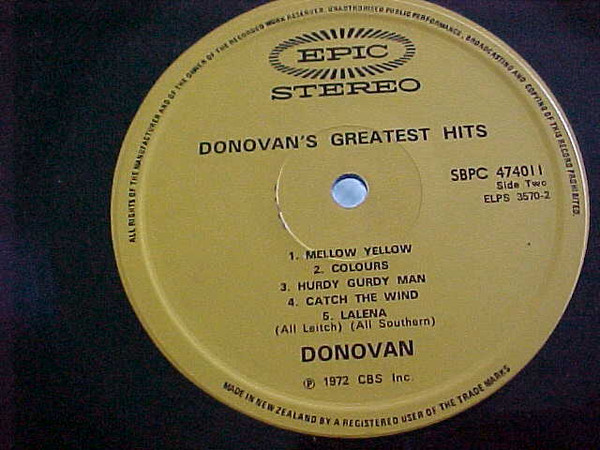 ALL RIGHTS OF THE MANUFACTURER AND OF THE OWNER OF THE RECORDED WORK RESERVED. UNAUTHORISED PUBLIC PERFORMANCE, BROADCASTING AND COPYING OF THIS RECORD PROHIBITED.
EPIC
STEREO
DONOVAN'S GREATEST HITS
SBPC 474011
Side Two
ELPS 3570-2
1. MELLOW YELLOW
2. COLOURS
3. HURDY GURDY MAN
4. CATCH THE WIND
5. LALENA
(All Leitch) (All Southern)
DONOVAN
Ⓟ 1972 CBS Inc.
MADE IN NEW ZEALAND BY A REGISTERED USER OF THE TRADE MARKS